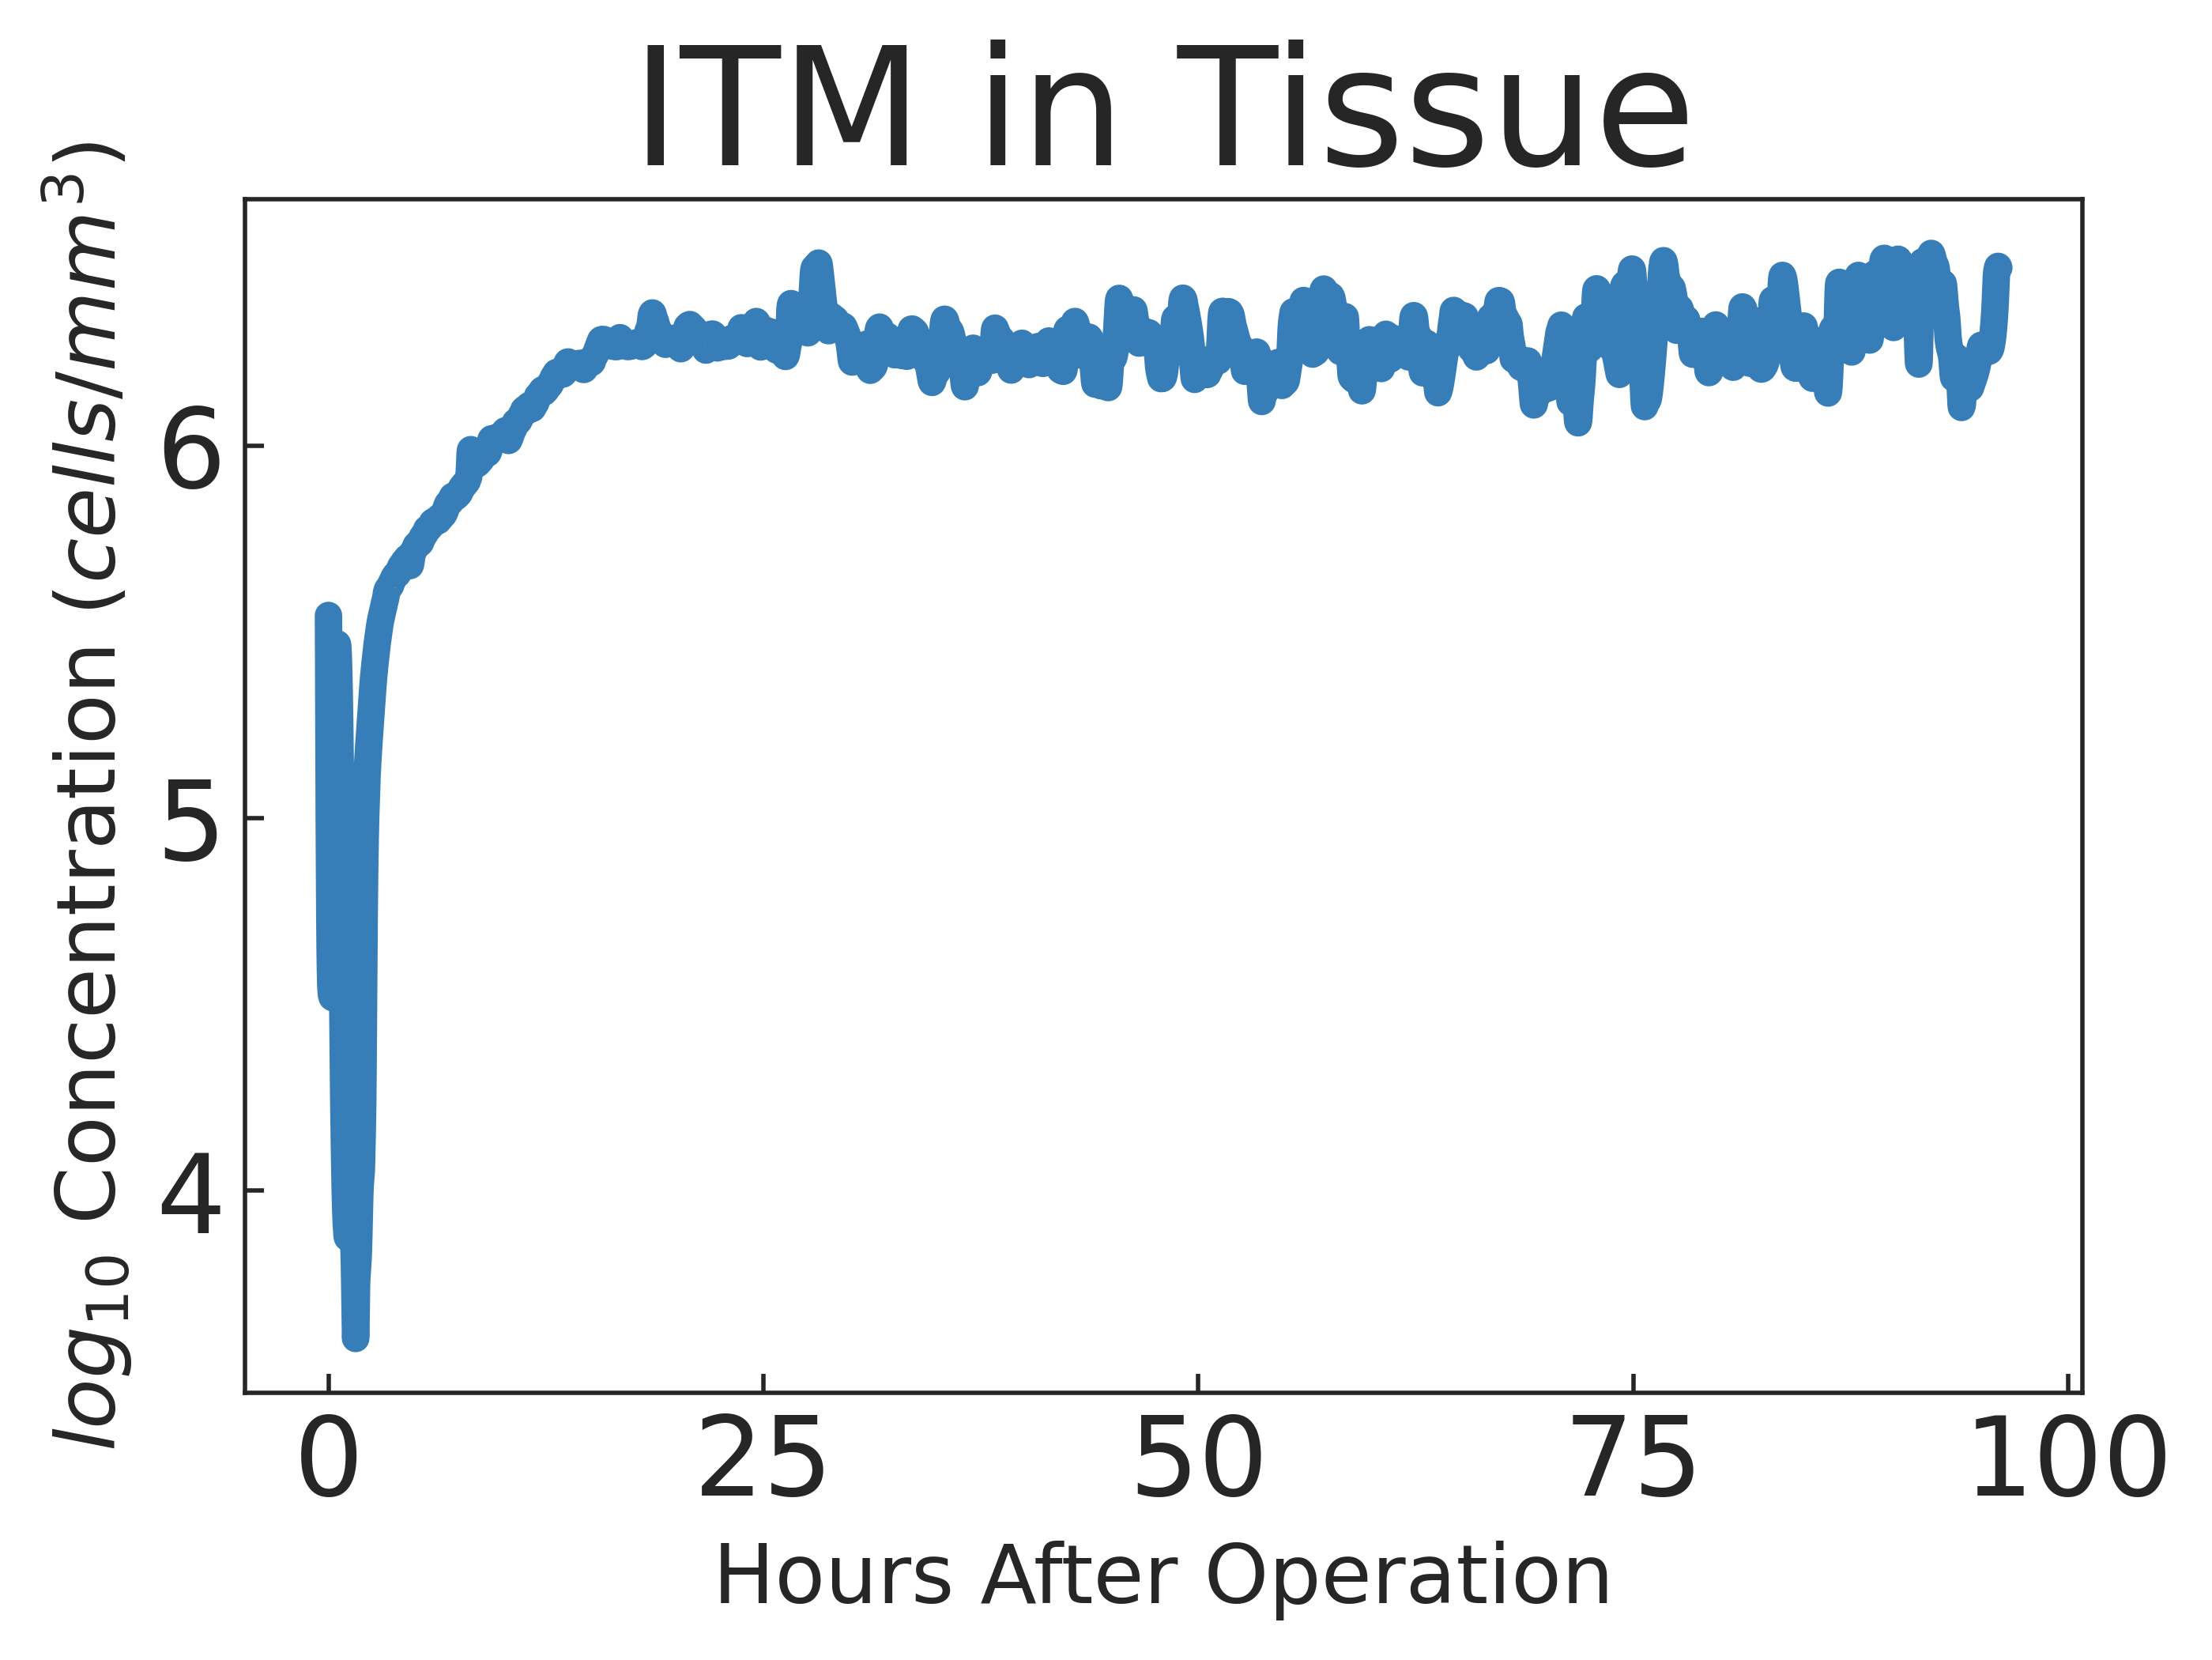 ITM in Tissue
log₁₀ Concentration (cells/mm³)
6
5
4
0 25 50 75 100
Hours After Operation